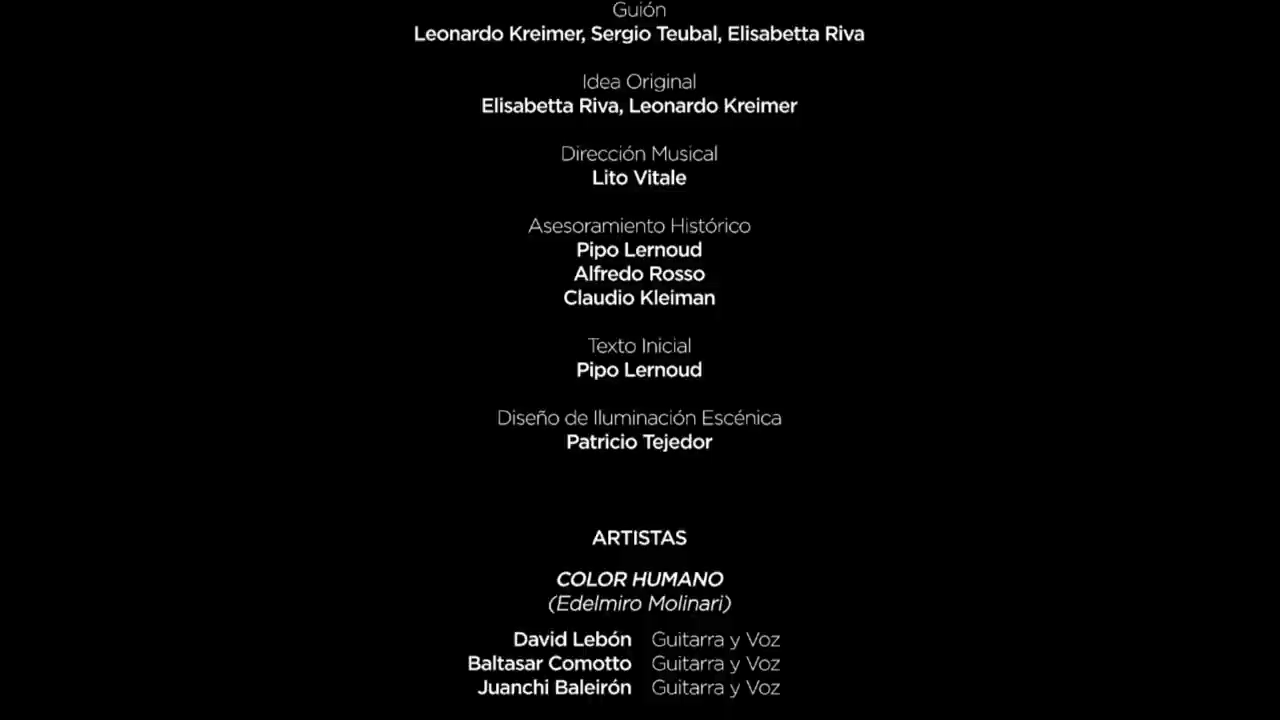 Guión
Leonardo Kreimer, Sergio Teubal, Elisabetta Riva
Idea Original
Elisabetta Riva, Leonardo Kreimer
Dirección Musical
Lito Vitale
Asesoramiento Histórico
Pipo Lernoud
Alfredo Rosso
Claudio Kleiman
Texto Inicial
Pipo Lernoud
Diseño de Iluminación Escénica
Patricio Tejedor
ARTISTAS
COLOR HUMANO
(Edelmiro Molinari)
David Lebón Guitarra y Voz
Baltasar Comotto Guitarra y Voz
Juanchi Baleirón Guitarra y Voz